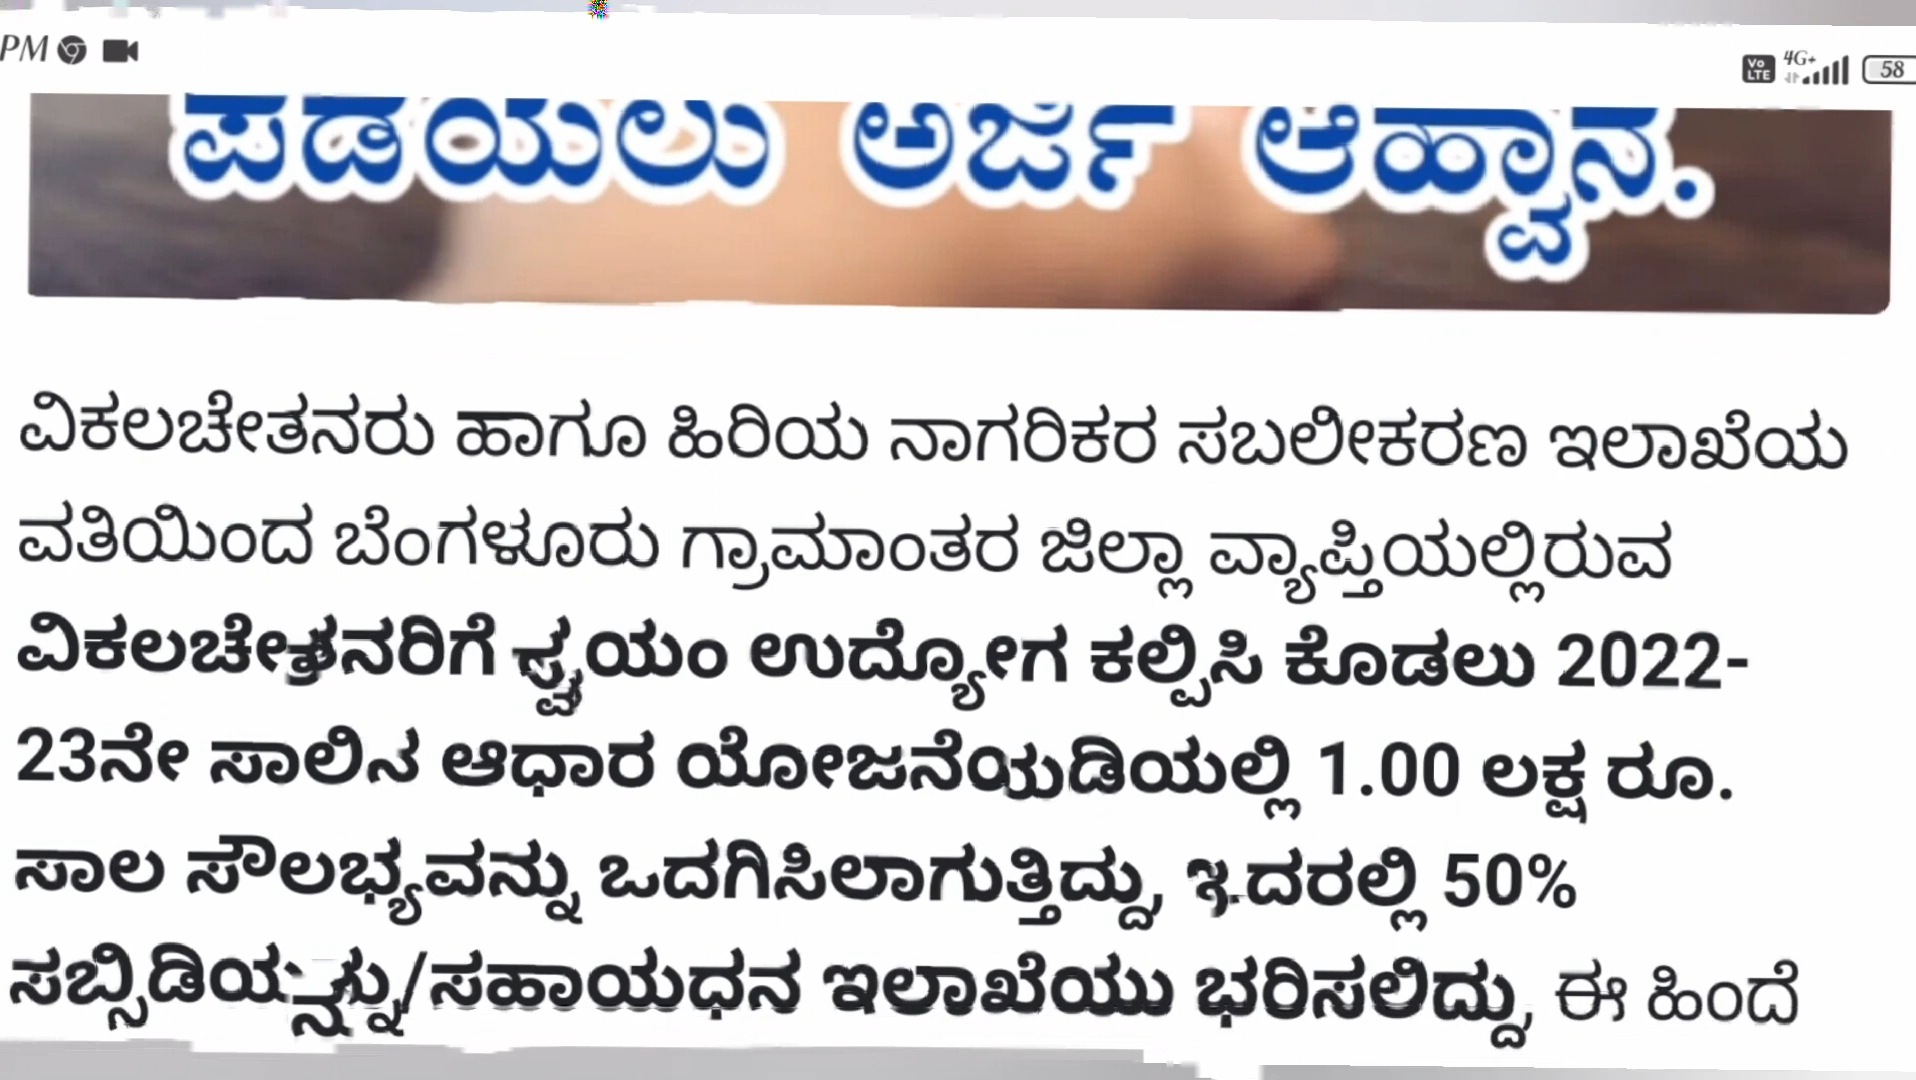 PM
Vo LTE 4G+ 58
ಪಡೆಯಲು ಅರ್ಜಿ ಆಹ್ವಾನ.
ವಿಕಲಚೇತನರು ಹಾಗೂ ಹಿರಿಯ ನಾಗರಿಕರ ಸಬಲೀಕರಣ ಇಲಾಖೆಯ
ವತಿಯಿಂದ ಬೆಂಗಳೂರು ಗ್ರಾಮಾಂತರ ಜಿಲ್ಲಾ ವ್ಯಾಪ್ತಿಯಲ್ಲಿರುವ
ವಿಕಲಚೇತನರಿಗೆ ಸ್ವಯಂ ಉದ್ಯೋಗ ಕಲ್ಪಿಸಿ ಕೊಡಲು 2022-
23ನೇ ಸಾಲಿನ ಆಧಾರ ಯೋಜನೆಯಡಿಯಲ್ಲಿ 1.00 ಲಕ್ಷ ರೂ.
ಸಾಲ ಸೌಲಭ್ಯವನ್ನು ಒದಗಿಸಿಲಾಗುತ್ತಿದ್ದು, ಇದರಲ್ಲಿ 50%
ಸಬ್ಸಿಡಿಯನ್ನು/ಸಹಾಯಧನ ಇಲಾಖೆಯು ಭರಿಸಲಿದ್ದು, ಈ ಹಿಂದೆ